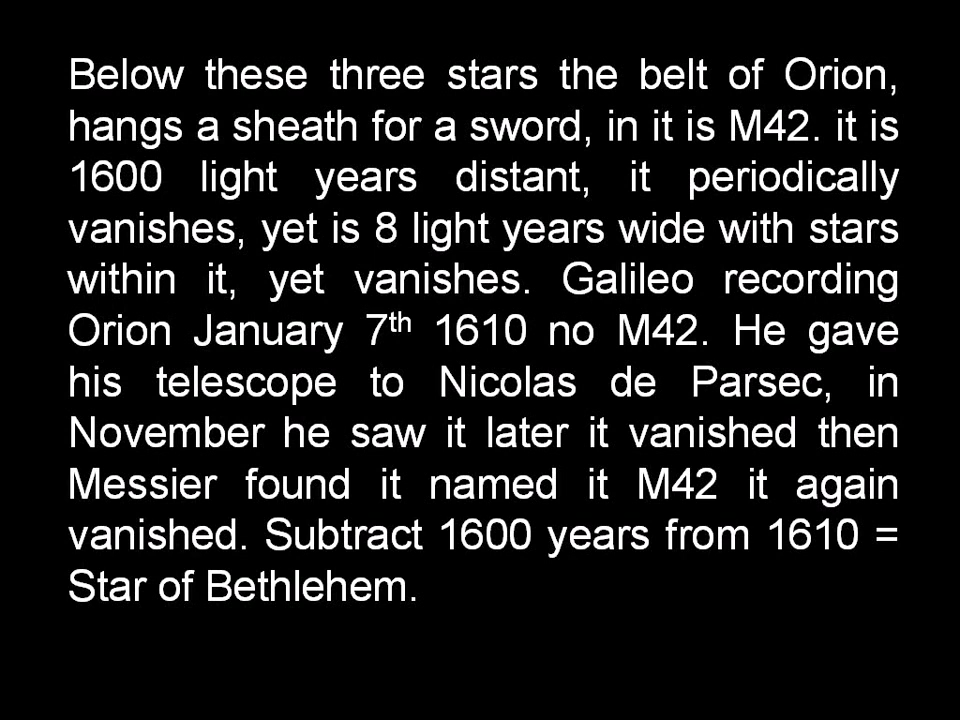 Below these three stars the belt of Orion,
hangs a sheath for a sword, in it is M42. it is
1600 light years distant, it periodically
vanishes, yet is 8 light years wide with stars
within it, yet vanishes. Galileo recording
Orion January 7th 1610 no M42. He gave
his telescope to Nicolas de Parsec, in
November he saw it later it vanished then
Messier found it named it M42 it again
vanished. Subtract 1600 years from 1610 =
Star of Bethlehem.